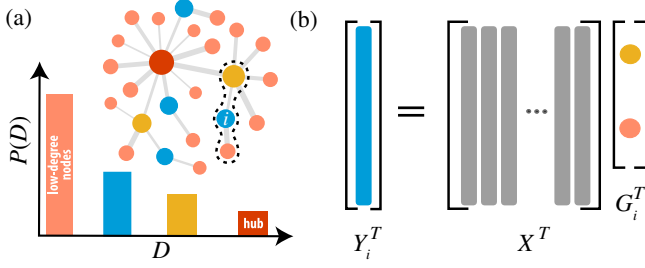 (a)
i
P(D)
low-degree
nodes
hub
D
(b)
=
...
Y_i^T
X^T
G_i^T